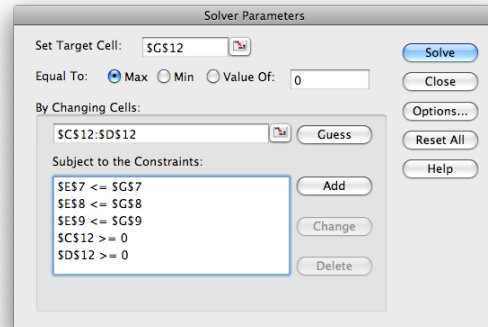 Solver Parameters
Set Target Cell: $G$12
Solve
Equal To: Max Min Value Of: 0
Close
By Changing Cells:
Options...
$C$12:$D$12 Guess
Reset All
Subject to the Constraints:
Help
$E$7 <= $G$7
Add
$E$8 <= $G$8
$E$9 <= $G$9
$C$12 >= 0
Change
$D$12 >= 0
Delete